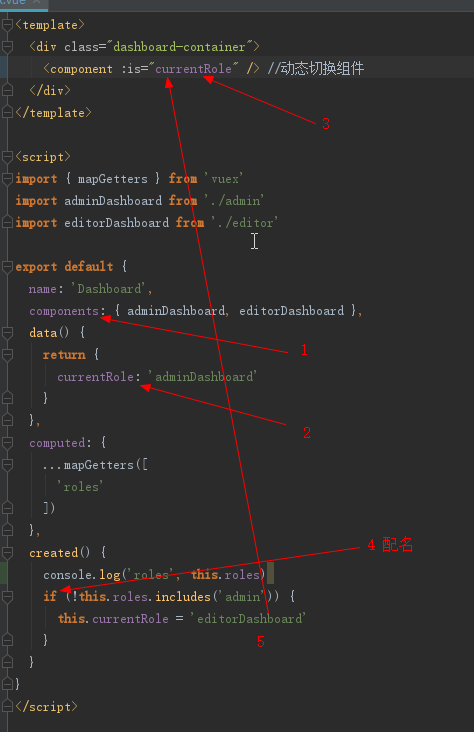 .vue ×
<template>
<div class="dashboard-container">
<component :is="currentRole" /> //动态切换组件
</div>
</template>
3
<script>
import { mapGetters } from 'vuex'
import adminDashboard from './admin'
import editorDashboard from './editor'
export default {
name: 'Dashboard',
components: { adminDashboard, editorDashboard },
data() {
1
return {
currentRole: 'adminDashboard'
}
},
2
computed: {
...mapGetters([
'roles'
])
},
created() {
4 配名
console.log('roles', this.roles)
if (!this.roles.includes('admin')) {
this.currentRole = 'editorDashboard'
5
}
}
}
</script>